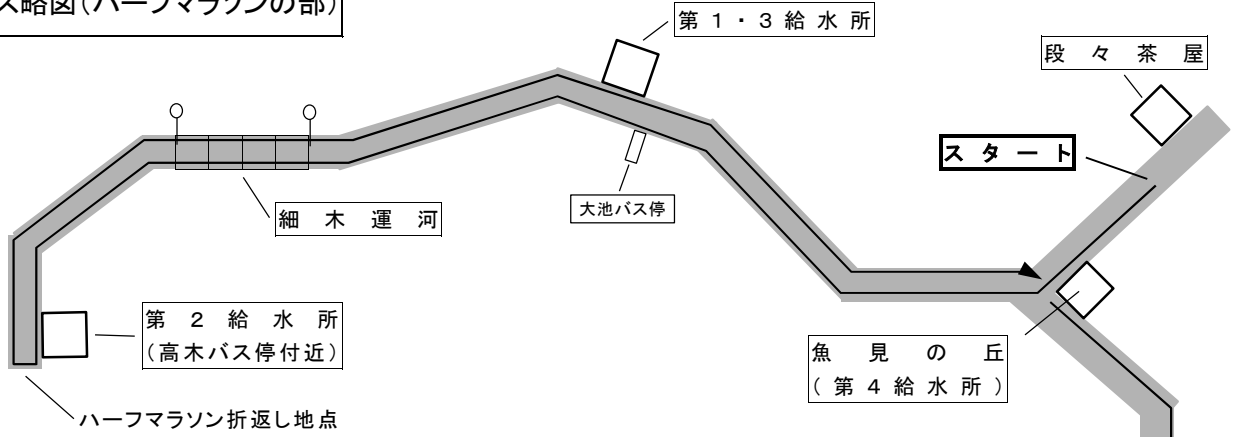 ス略図(ハーフマラソンの部)
第1・3給水所
段々茶屋
スタート
大池バス停
細木運河
第2給水所
(高木バス停付近)
魚見の丘
(第4給水所)
ハーフマラソン折返し地点